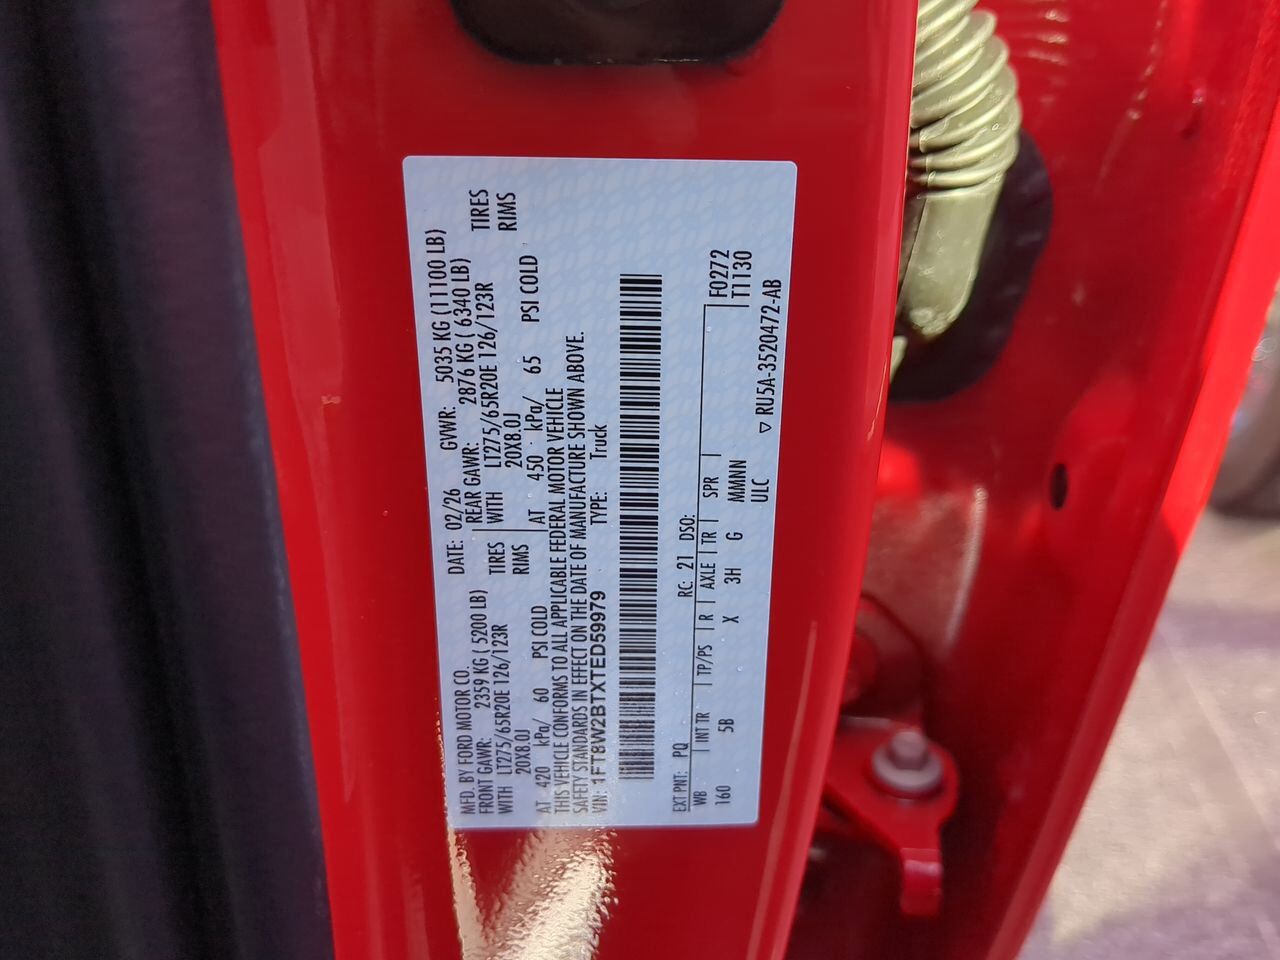 MFD. BY FORD MOTOR CO.
DATE: 02/26 GVWR: 5035 KG (11100 LB)
FRONT GAWR: 2359 KG ( 5200 LB) REAR GAWR: 2876 KG ( 6340 LB)
WITH LT275/65R20E 126/123R TIRES WITH LT275/65R20E 126/123R TIRES
20X8.0J RIMS 20X8.0J RIMS
AT 420 kPa/ 60 PSI COLD AT 450 kPa/ 65 PSI COLD
THIS VEHICLE CONFORMS TO ALL APPLICABLE FEDERAL MOTOR VEHICLE
SAFETY STANDARDS IN EFFECT ON THE DATE OF MANUFACTURE SHOWN ABOVE.
VIN: 1FT8W2BTXTED59979 TYPE: Truck
EXT PNT: PQ RC: 21 DSO:
WB INT TR TP/PS R AXLE TR SPR F0272
160 5B X 3H G MMNN T1130
ULC ▽ RU5A-3520472-AB